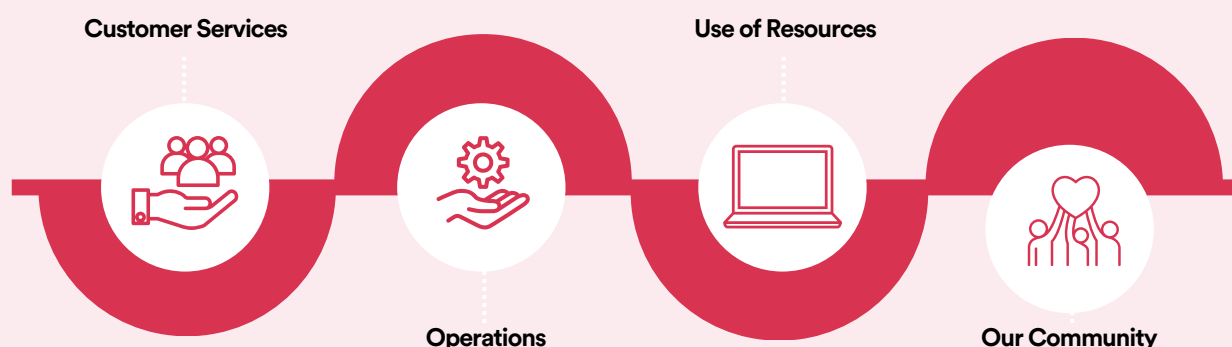 Customer Services
Use of Resources
Operations
Our Community